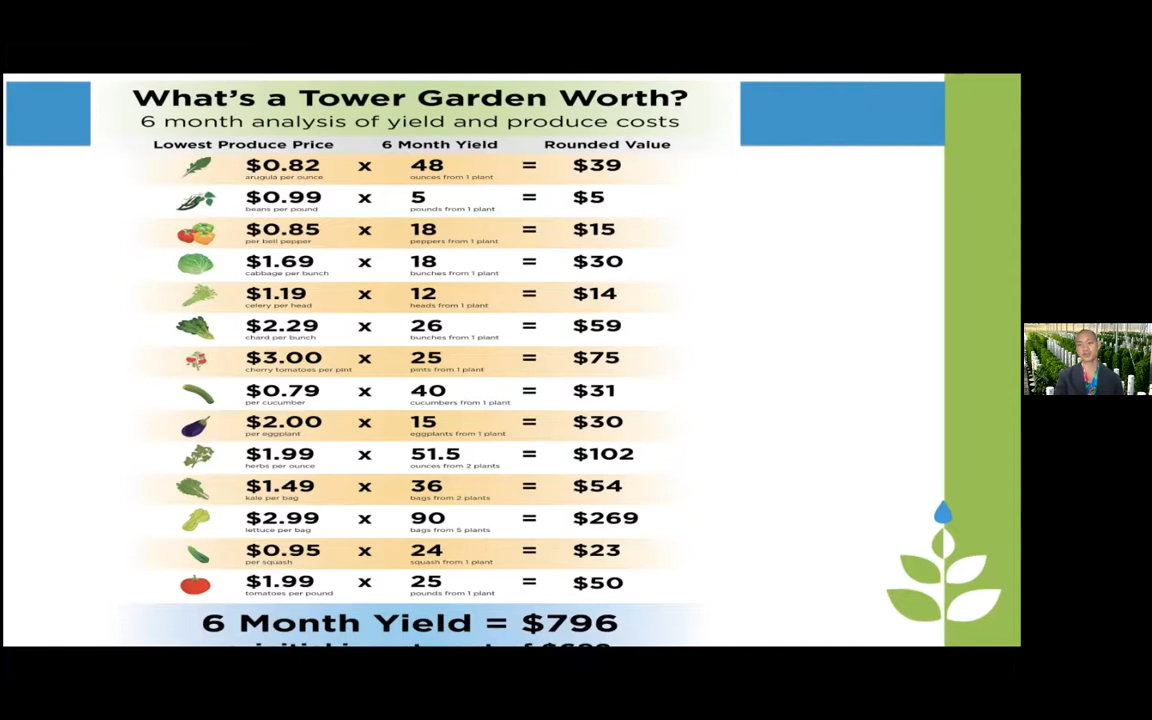 What's a Tower Garden Worth?
6 month analysis of yield and produce costs
Lowest Produce Price 6 Month Yield Rounded Value
$0.82 x 48 = $39
arugula per ounce ounces from 1 plant
$0.99 x 5 = $5
beans per pound pounds from 1 plant
$0.85 x 18 = $15
per bell pepper peppers from 1 plant
$1.69 x 18 = $30
cabbage per bunch bunches from 1 plant
$1.19 x 12 = $14
celery per head heads from 1 plant
$2.29 x 26 = $59
chard per bunch bunches from 1 plant
$3.00 x 25 = $75
cherry tomatoes per pint pints from 1 plant
$0.79 x 40 = $31
per cucumber cucumbers from 1 plant
$2.00 x 15 = $30
per eggplant eggplants from 1 plant
$1.99 x 51.5 = $102
herbs per ounce ounces from 2 plants
$1.49 x 36 = $54
kale per bag bags from 2 plants
$2.99 x 90 = $269
lettuce per bag bags from 5 plants
$0.95 x 24 = $23
per squash squash from 1 plant
$1.99 x 25 = $50
tomatoes per pound pounds from 1 plant
6 Month Yield = $796